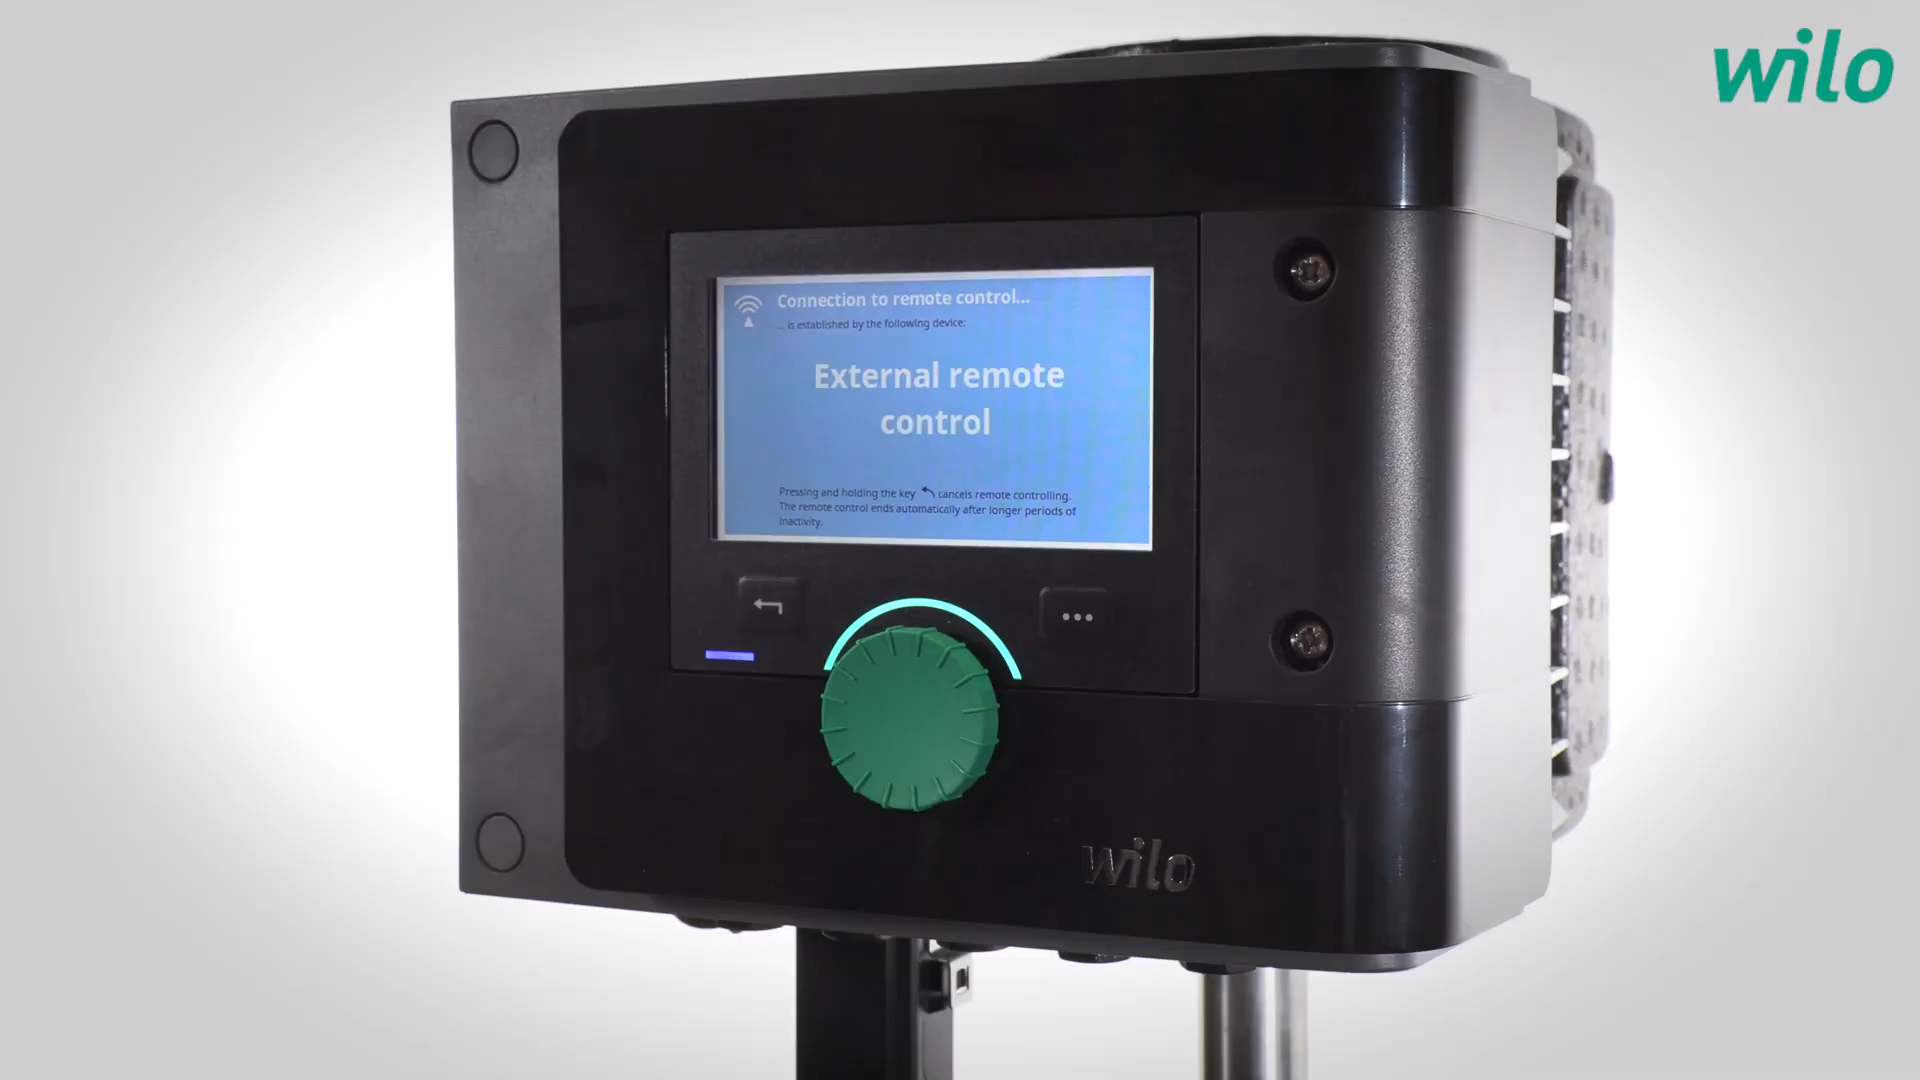 wilo
Connection to remote control...
... is established by the following device:
External remote
control
Pressing and holding the key cancels remote controlling.
The remote control ends automatically after longer periods of
inactivity.
wilo